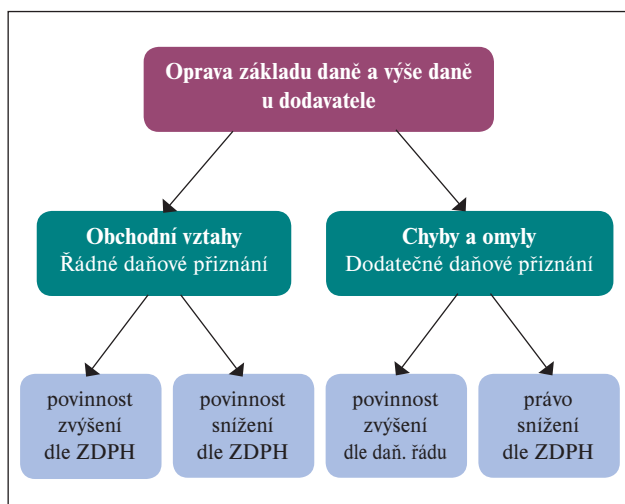 Oprava základu daně a výše daně
u dodavatele
Obchodní vztahy
Řádné daňové přiznání
Chyby a omyly
Dodatečné daňové přiznání
povinnost
zvýšení
dle ZDPH
povinnost
snížení
dle ZDPH
povinnost
zvýšení
dle daň. řádu
právo
snížení
dle ZDPH